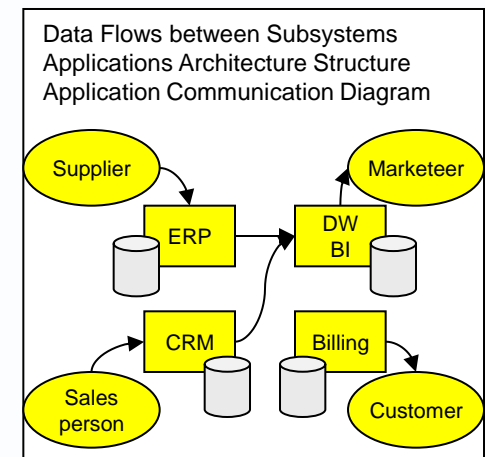 Data Flows between Subsystems
Applications Architecture Structure
Application Communication Diagram
Supplier
Marketeer
ERP
DW
BI
CRM
Billing
Sales
person
Customer